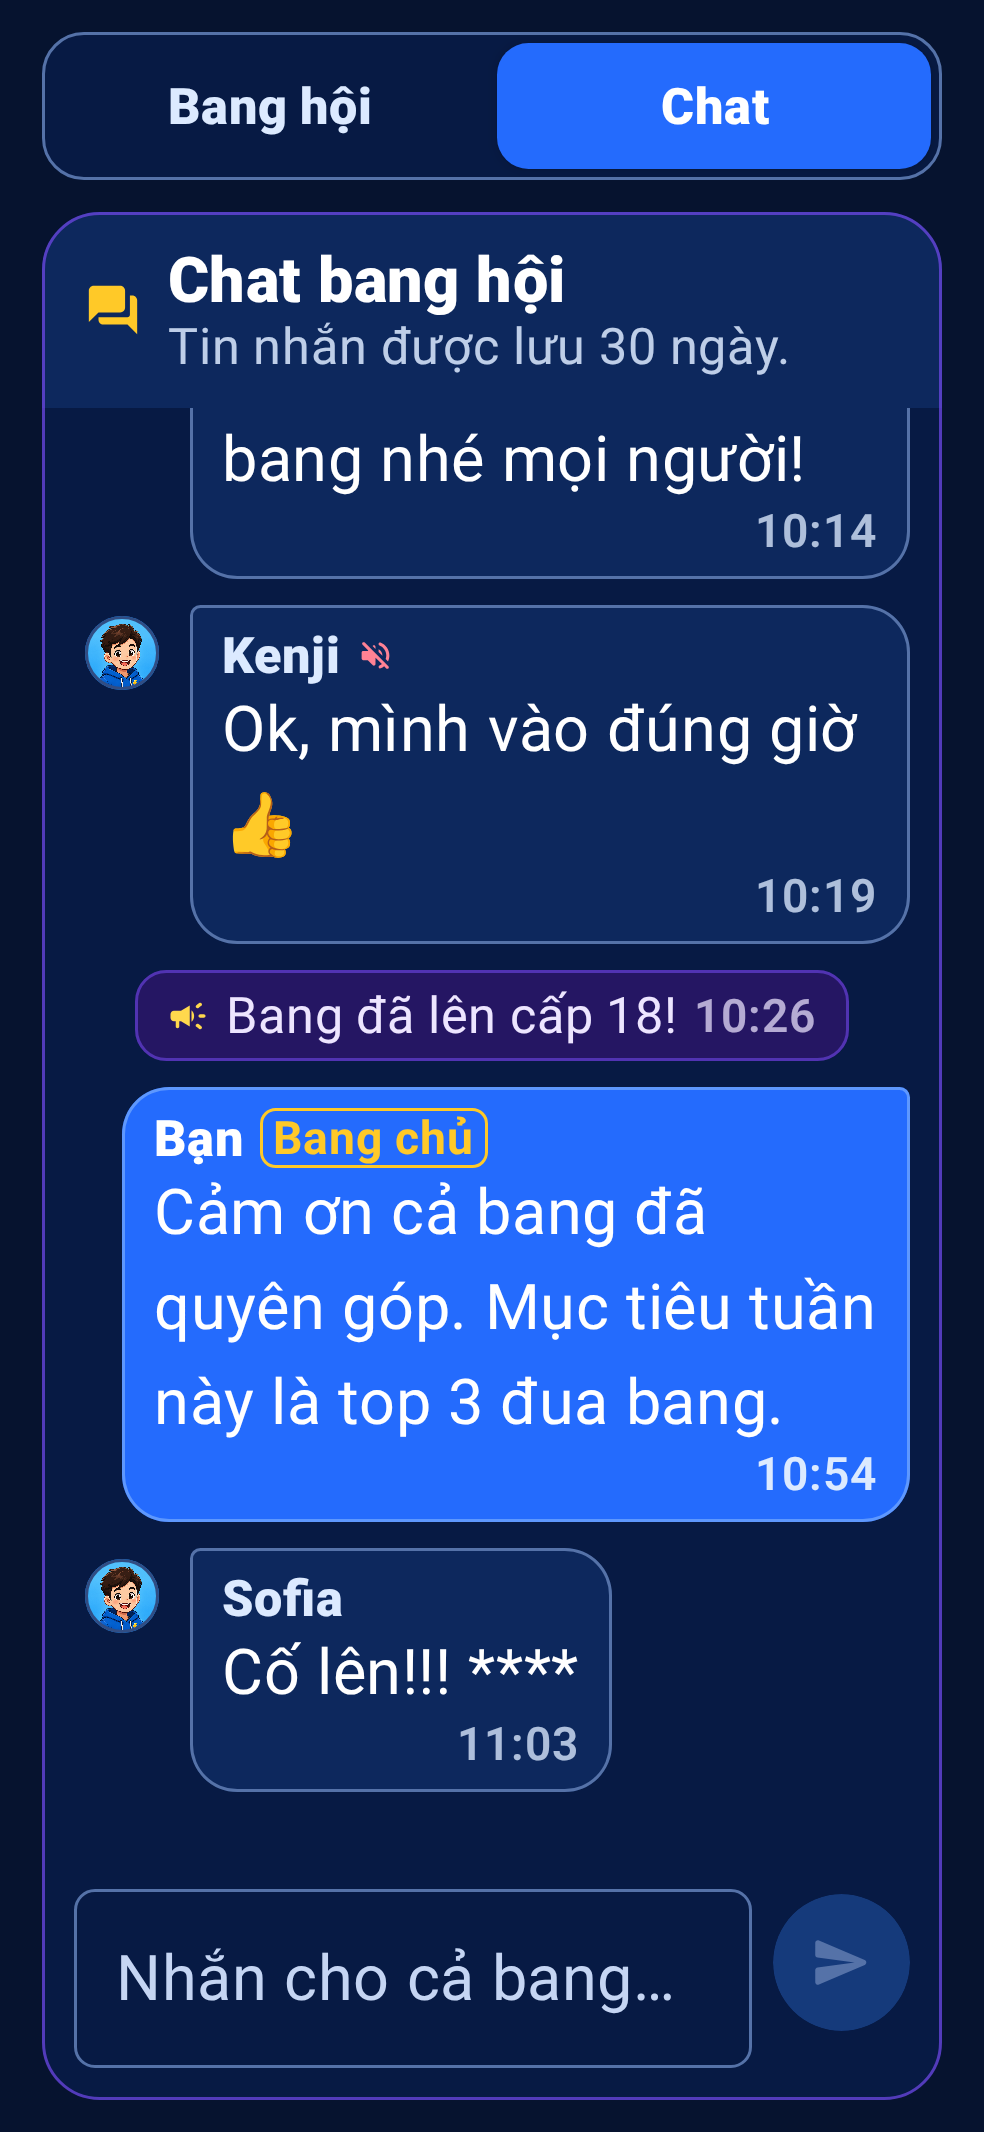 Bang hội
Chat
Chat bang hội
Tin nhắn được lưu 30 ngày.
bang nhé mọi người!
10:14
Kenji
Ok, mình vào đúng giờ
👍
10:19
Bang đã lên cấp 18! 10:26
Bạn Bang chủ
Cảm ơn cả bang đã
quyên góp. Mục tiêu tuần
này là top 3 đua bang.
10:54
Sofia
Cố lên!!! ****
11:03
Nhắn cho cả bang...